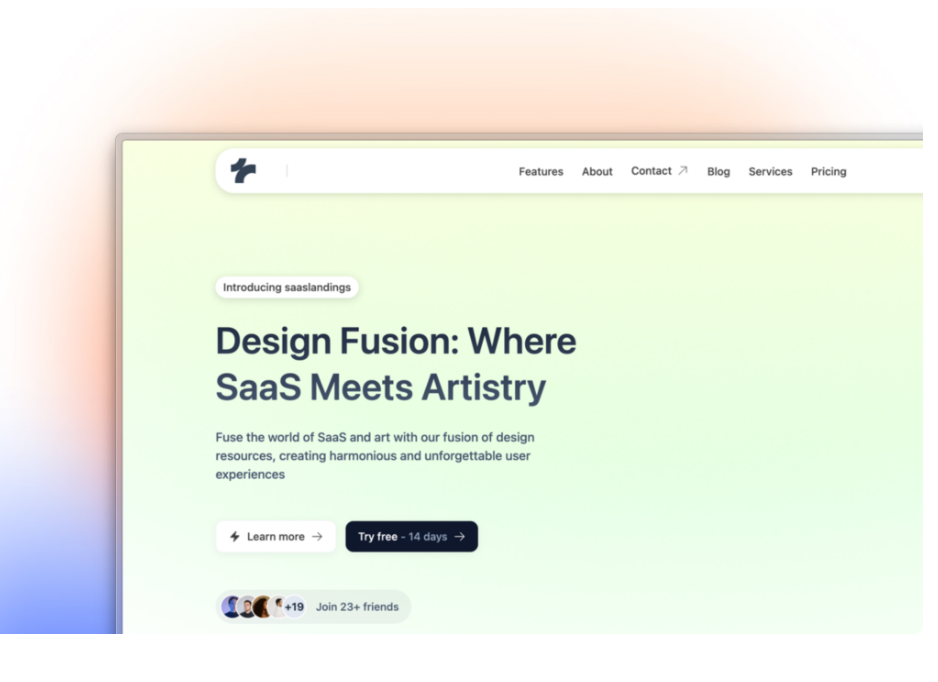 Features About Contact Blog Services Pricing
Introducing saaslandings
Design Fusion: Where
SaaS Meets Artistry
Fuse the world of SaaS and art with our fusion of design
resources, creating harmonious and unforgettable user
experiences
Learn more → Try free - 14 days →
+19 Join 23+ friends